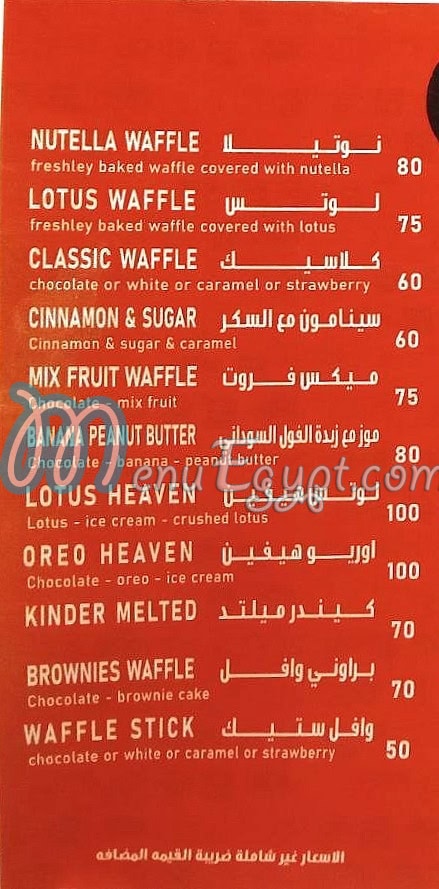 NUTELLA WAFFLE نوتيلا
freshley baked waffle covered with nutella 80
LOTUS WAFFLE لوتس
freshley baked waffle covered with lotus 75
CLASSIC WAFFLE كلاسيك
chocolate or white or caramel or strawberry 60
CINNAMON & SUGAR سينامون مع السكر
Cinnamon & sugar & caramel 60
MIX FRUIT WAFFLE ميكس فروت
Chocolate - mix fruit 75
BANANA PEANUT BUTTER موز مع زبدة الفول السوداني
Chocolate - banana - peanut butter 80
MenuEgypt.com
LOTUS HEAVEN لوتس هيفين
Lotus - ice cream - crushed lotus 100
OREO HEAVEN اوريو هيفين
Chocolate - oreo - ice cream 100
KINDER MELTED كيندر ميلتد
70
BROWNIES WAFFLE براوني وافل
Chocolate - brownie cake 70
WAFFLE STICK وافل ستيك
chocolate or white or caramel or strawberry 50
الاسعار غير شاملة ضريبة القيمه المضافه